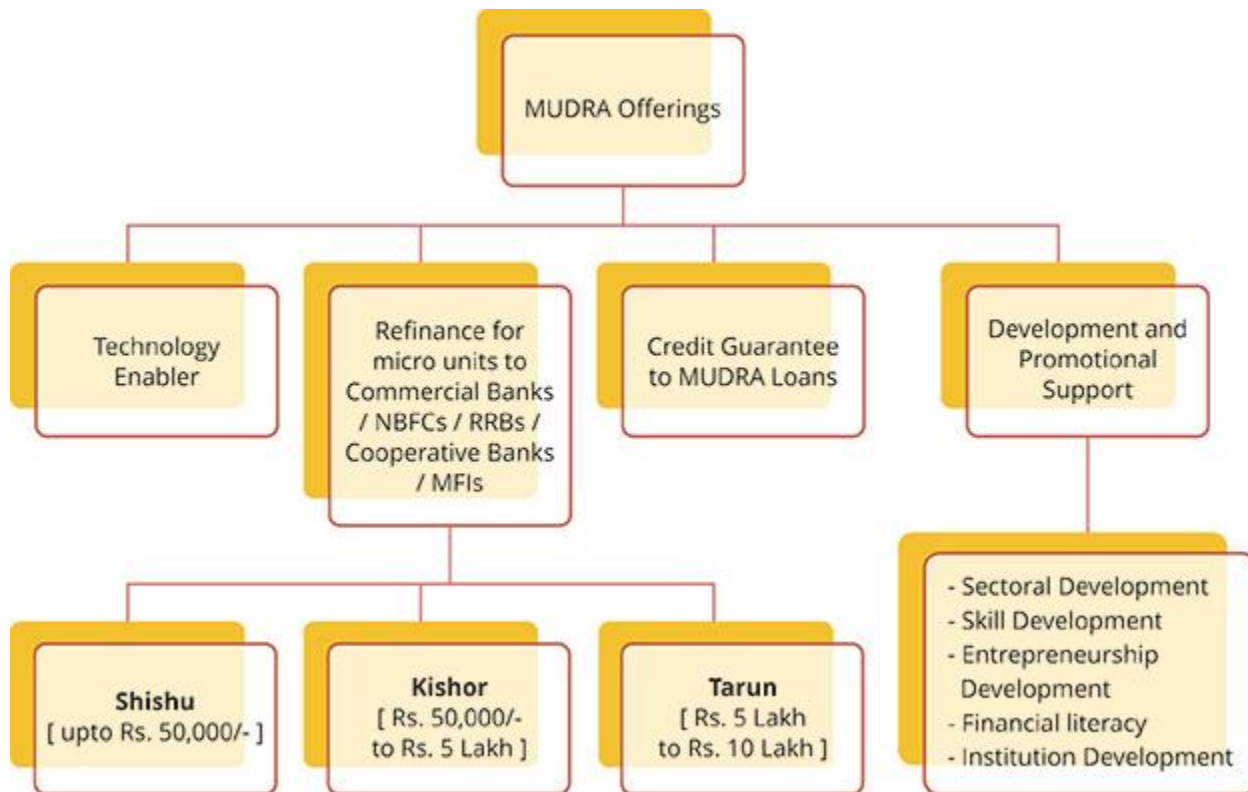 MUDRA Offerings
Technology
Enabler
Refinance for
micro units to
Commercial Banks
/ NBFCs / RRBs /
Cooperative Banks
/ MFIs
Credit Guarantee
to MUDRA Loans
Development and
Promotional
Support
Shishu
[ upto Rs. 50,000/- ]
Kishor
[ Rs. 50,000/-
to Rs. 5 Lakh ]
Tarun
[ Rs. 5 Lakh
to Rs. 10 Lakh ]
- Sectoral Development
- Skill Development
- Entrepreneurship
Development
- Financial literacy
- Institution Development